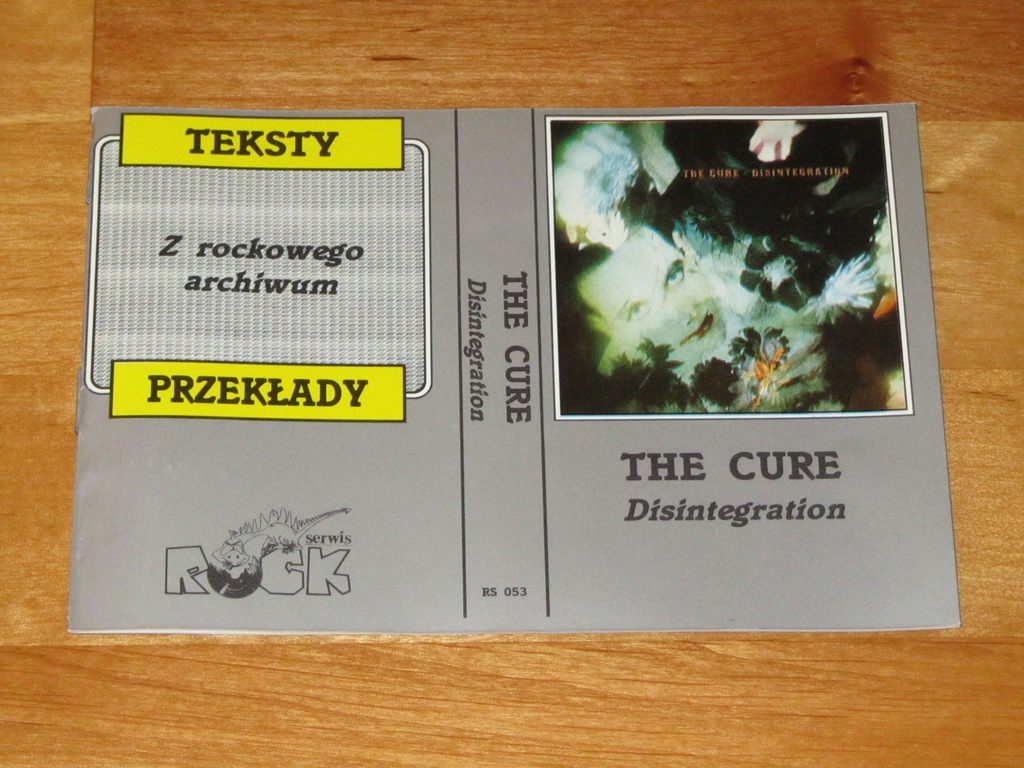 TEKSTY
Z rockowego
archiwum
PRZEKŁADY
serwis
ROCK
THE CURE
Disintegration
RS 053
THE CURE DISINTEGRATION
THE CURE
Disintegration